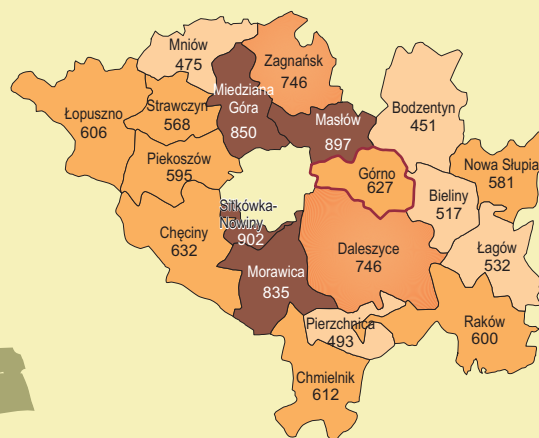 Mniów
475
Zagnańsk
746
Miedziana
Góra
850
Łopuszno
606
Strawczyn
568
Masłów
897
Bodzentyn
451
Piekoszów
595
Górno
627
Nowa Słupia
581
Bieliny
517
Sitkówka-
Nowiny
902
Chęciny
632
Daleszyce
746
Łagów
532
Morawica
835
Pierzchnica
493
Raków
600
Chmielnik
612